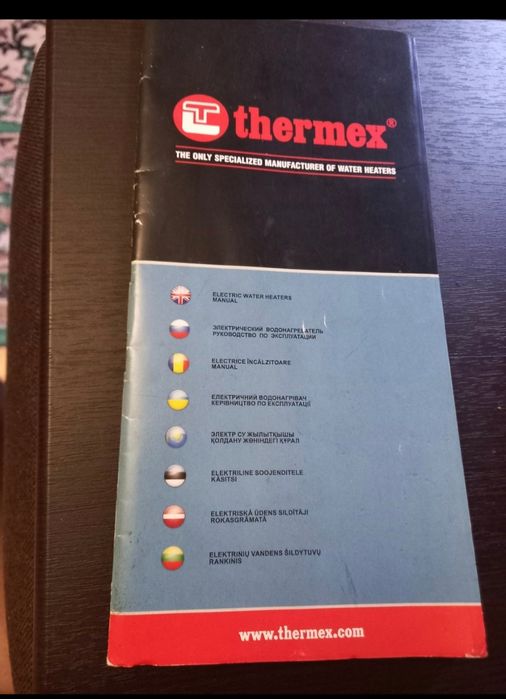 thermex®
THE ONLY SPECIALIZED MANUFACTURER OF WATER HEATERS
ELECTRIC WATER HEATERS
MANUAL
ЭЛЕКТРИЧЕСКИЙ ВОДОНАГРЕВАТЕЛЬ
РУКОВОДСТВО ПО ЭКСПЛУАТАЦИИ
ELECTRICE ÎNCĂLZITOARE
MANUAL
ЕЛЕКТРИЧНИЙ ВОДОНАГРІВАЧ
КЕРІВНИЦТВО ПО ЕКСПЛУАТАЦІЇ
ЭЛЕКТР СУ ЖЫЛЫТҚЫШЫ
ҚОЛДАНУ ЖӨНІНДЕГІ ҚҰРАЛ
ELEKTRILINE SOOJENDITELE
KÄSITSI
ELEKTRISKĀ ŪDENS SILDĪTĀJI
ROKASGRĀMATĀ
ELEKTRINIŲ VANDENS ŠILDYTUVŲ
RANKINIS
www.thermex.com